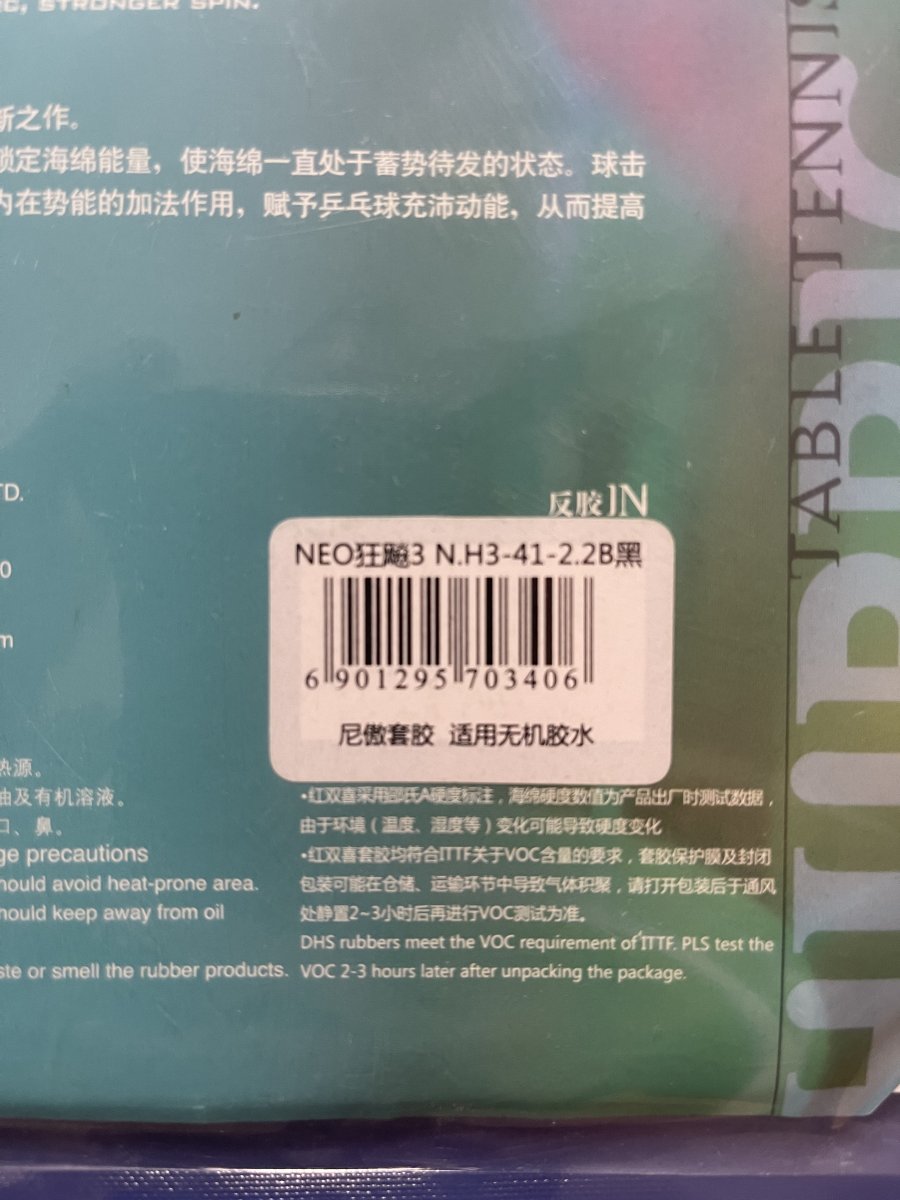 STRONGER SPIN.
新之作。
锁定海绵能量，使海绵一直处于蓄势待发的状态。球击
内在势能的加法作用，赋予乒乓球充沛动能，从而提高
TD.
反胶IN
NEO狂飚3 N.H3-41-2.2B黑
6 901295 703406
尼傲套胶 适用无机胶水
0
m
热源。
油及有机溶液。
口、鼻。
ge precautions
hould avoid heat-prone area.
hould keep away from oil
ste or smell the rubber products.
•红双喜采用邵氏A硬度标注，海绵硬度数值为产品出厂时测试数据，
由于环境（温度、湿度等）变化可能导致硬度变化
•红双喜套胶均符合ITTF关于VOC含量的要求，套胶保护膜及封闭
包装可能在仓储、运输环节中导致气体积聚，请打开包装后于通风
处静置2~3小时后再进行VOC测试为准。
DHS rubbers meet the VOC requirement of ITTF. PLS test the
VOC 2-3 hours later after unpacking the package.
TABLE TENNIS